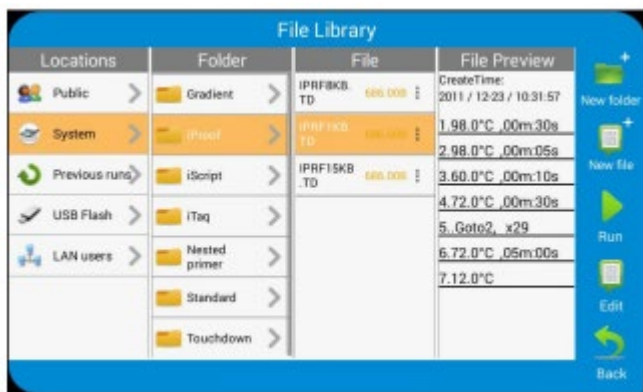 File Library
Locations
Folder
File
File Preview
Public
System
Previous runs
USB Flash
LAN users
Gradient
iProof
iScript
iTaq
Nested
primer
Standard
Touchdown
IPRF8KB.
TD
IPRF1KB.
TD
IPRF15KB
.TD
CreateTime:
2011 / 12-23 / 10:31:57
1.98.0°C ,00m:30s
2.98.0°C ,00m:05s
3.60.0°C ,00m:10s
4.72.0°C ,00m:30s
5..Goto2, x29
6.72.0°C ,05m:00s
7.12.0°C
New folder
New file
Run
Edit
Back